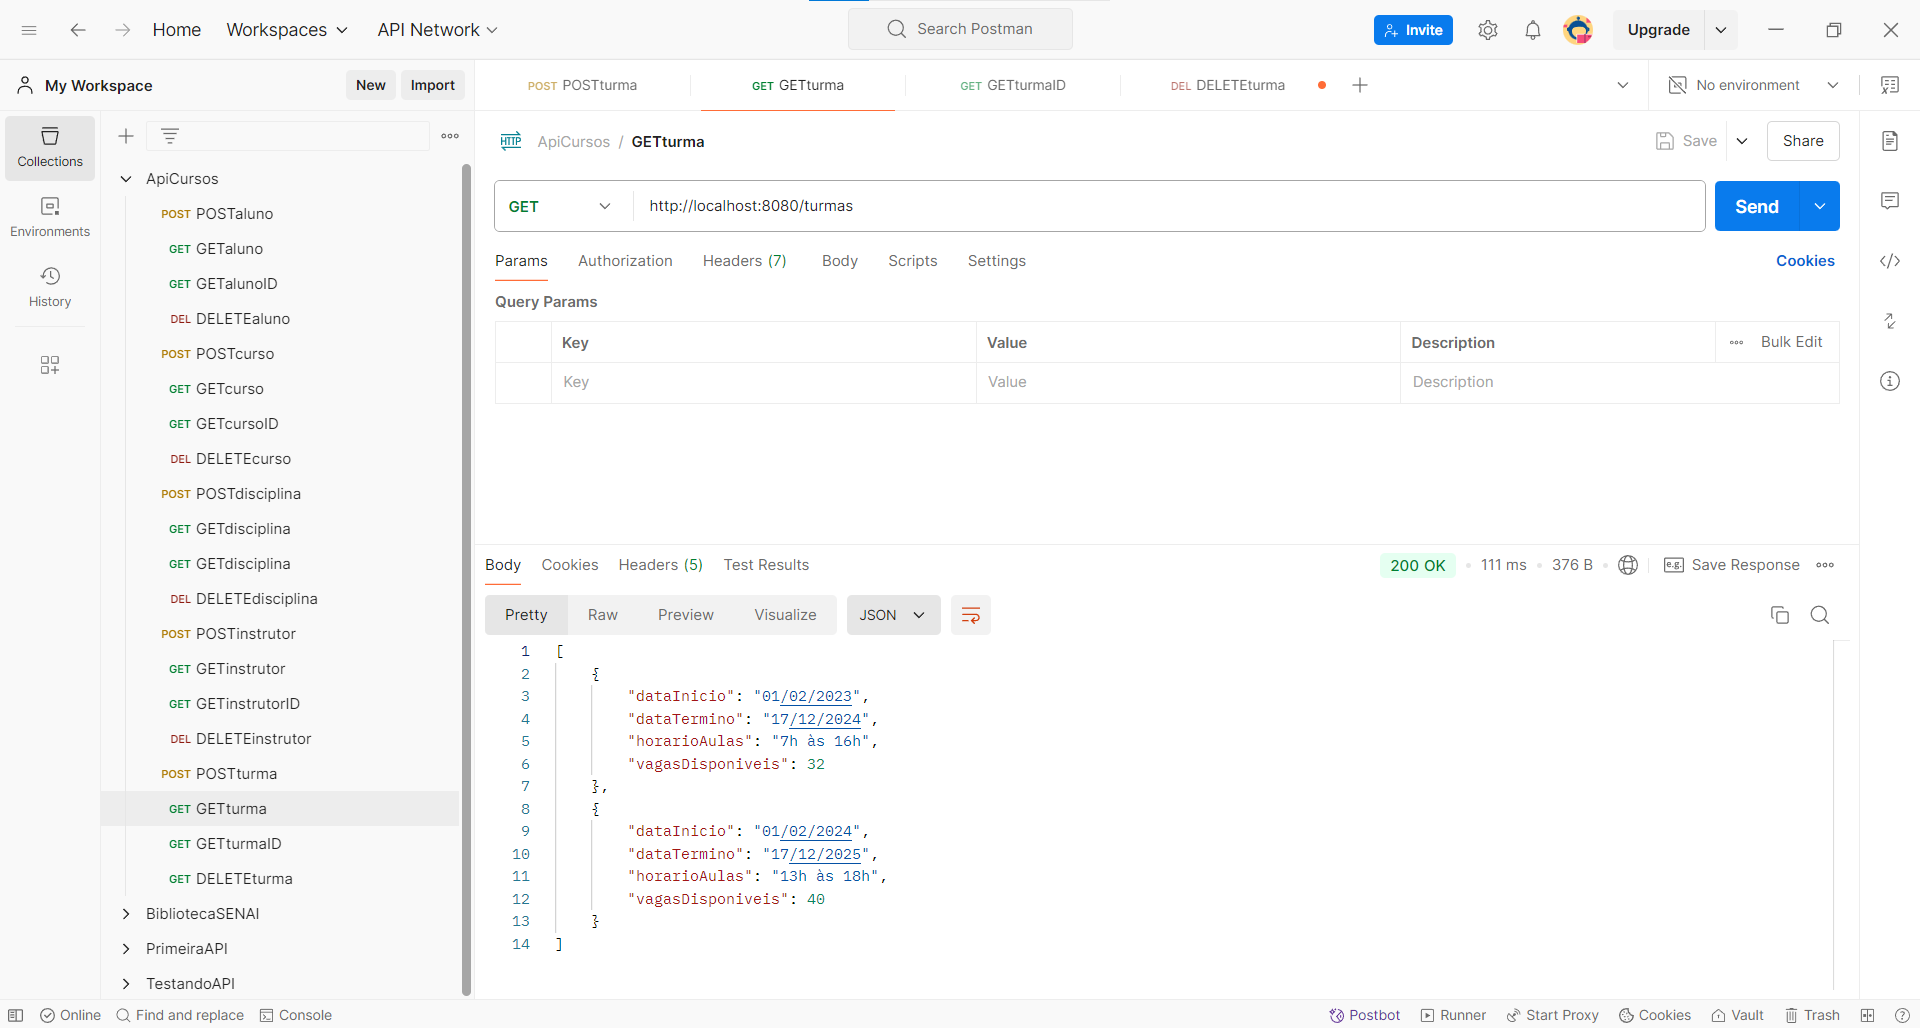 Home Workspaces API Network Search Postman Invite Upgrade
My Workspace New Import
POST POSTturma GET GETturma GET GETturmaID DEL DELETEturma No environment
Collections
Environments
History
ApiCursos
POST POSTaluno
GET GETaluno
GET GETalunoID
DEL DELETEaluno
POST POSTcurso
GET GETcurso
GET GETcursoID
DEL DELETEcurso
POST POSTdisciplina
GET GETdisciplina
GET GETdisciplina
DEL DELETEdisciplina
POST POSTinstrutor
GET GETinstrutor
GET GETinstrutorID
DEL DELETEinstrutor
POST POSTturma
GET GETturma
GET GETturmaID
GET DELETEturma
BibliotecaSENAI
PrimeiraAPI
TestandoAPI
HTTP ApiCursos / GETturma Save Share
GET http://localhost:8080/turmas Send
Params Authorization Headers (7) Body Scripts Settings Cookies
Query Params
Key Value Description Bulk Edit
Key Value Description
Body Cookies Headers (5) Test Results 200 OK 111 ms 376 B e.g. Save Response
Pretty Raw Preview Visualize JSON
1 [
2 {
3 "dataInicio": "01/02/2023",
4 "dataTermino": "17/12/2024",
5 "horarioAulas": "7h às 16h",
6 "vagasDisponiveis": 32
7 },
8 {
9 "dataInicio": "01/02/2024",
10 "dataTermino": "17/12/2025",
11 "horarioAulas": "13h às 18h",
12 "vagasDisponiveis": 40
13 }
14 ]
Online Find and replace Console Postbot Runner Start Proxy Cookies Vault Trash